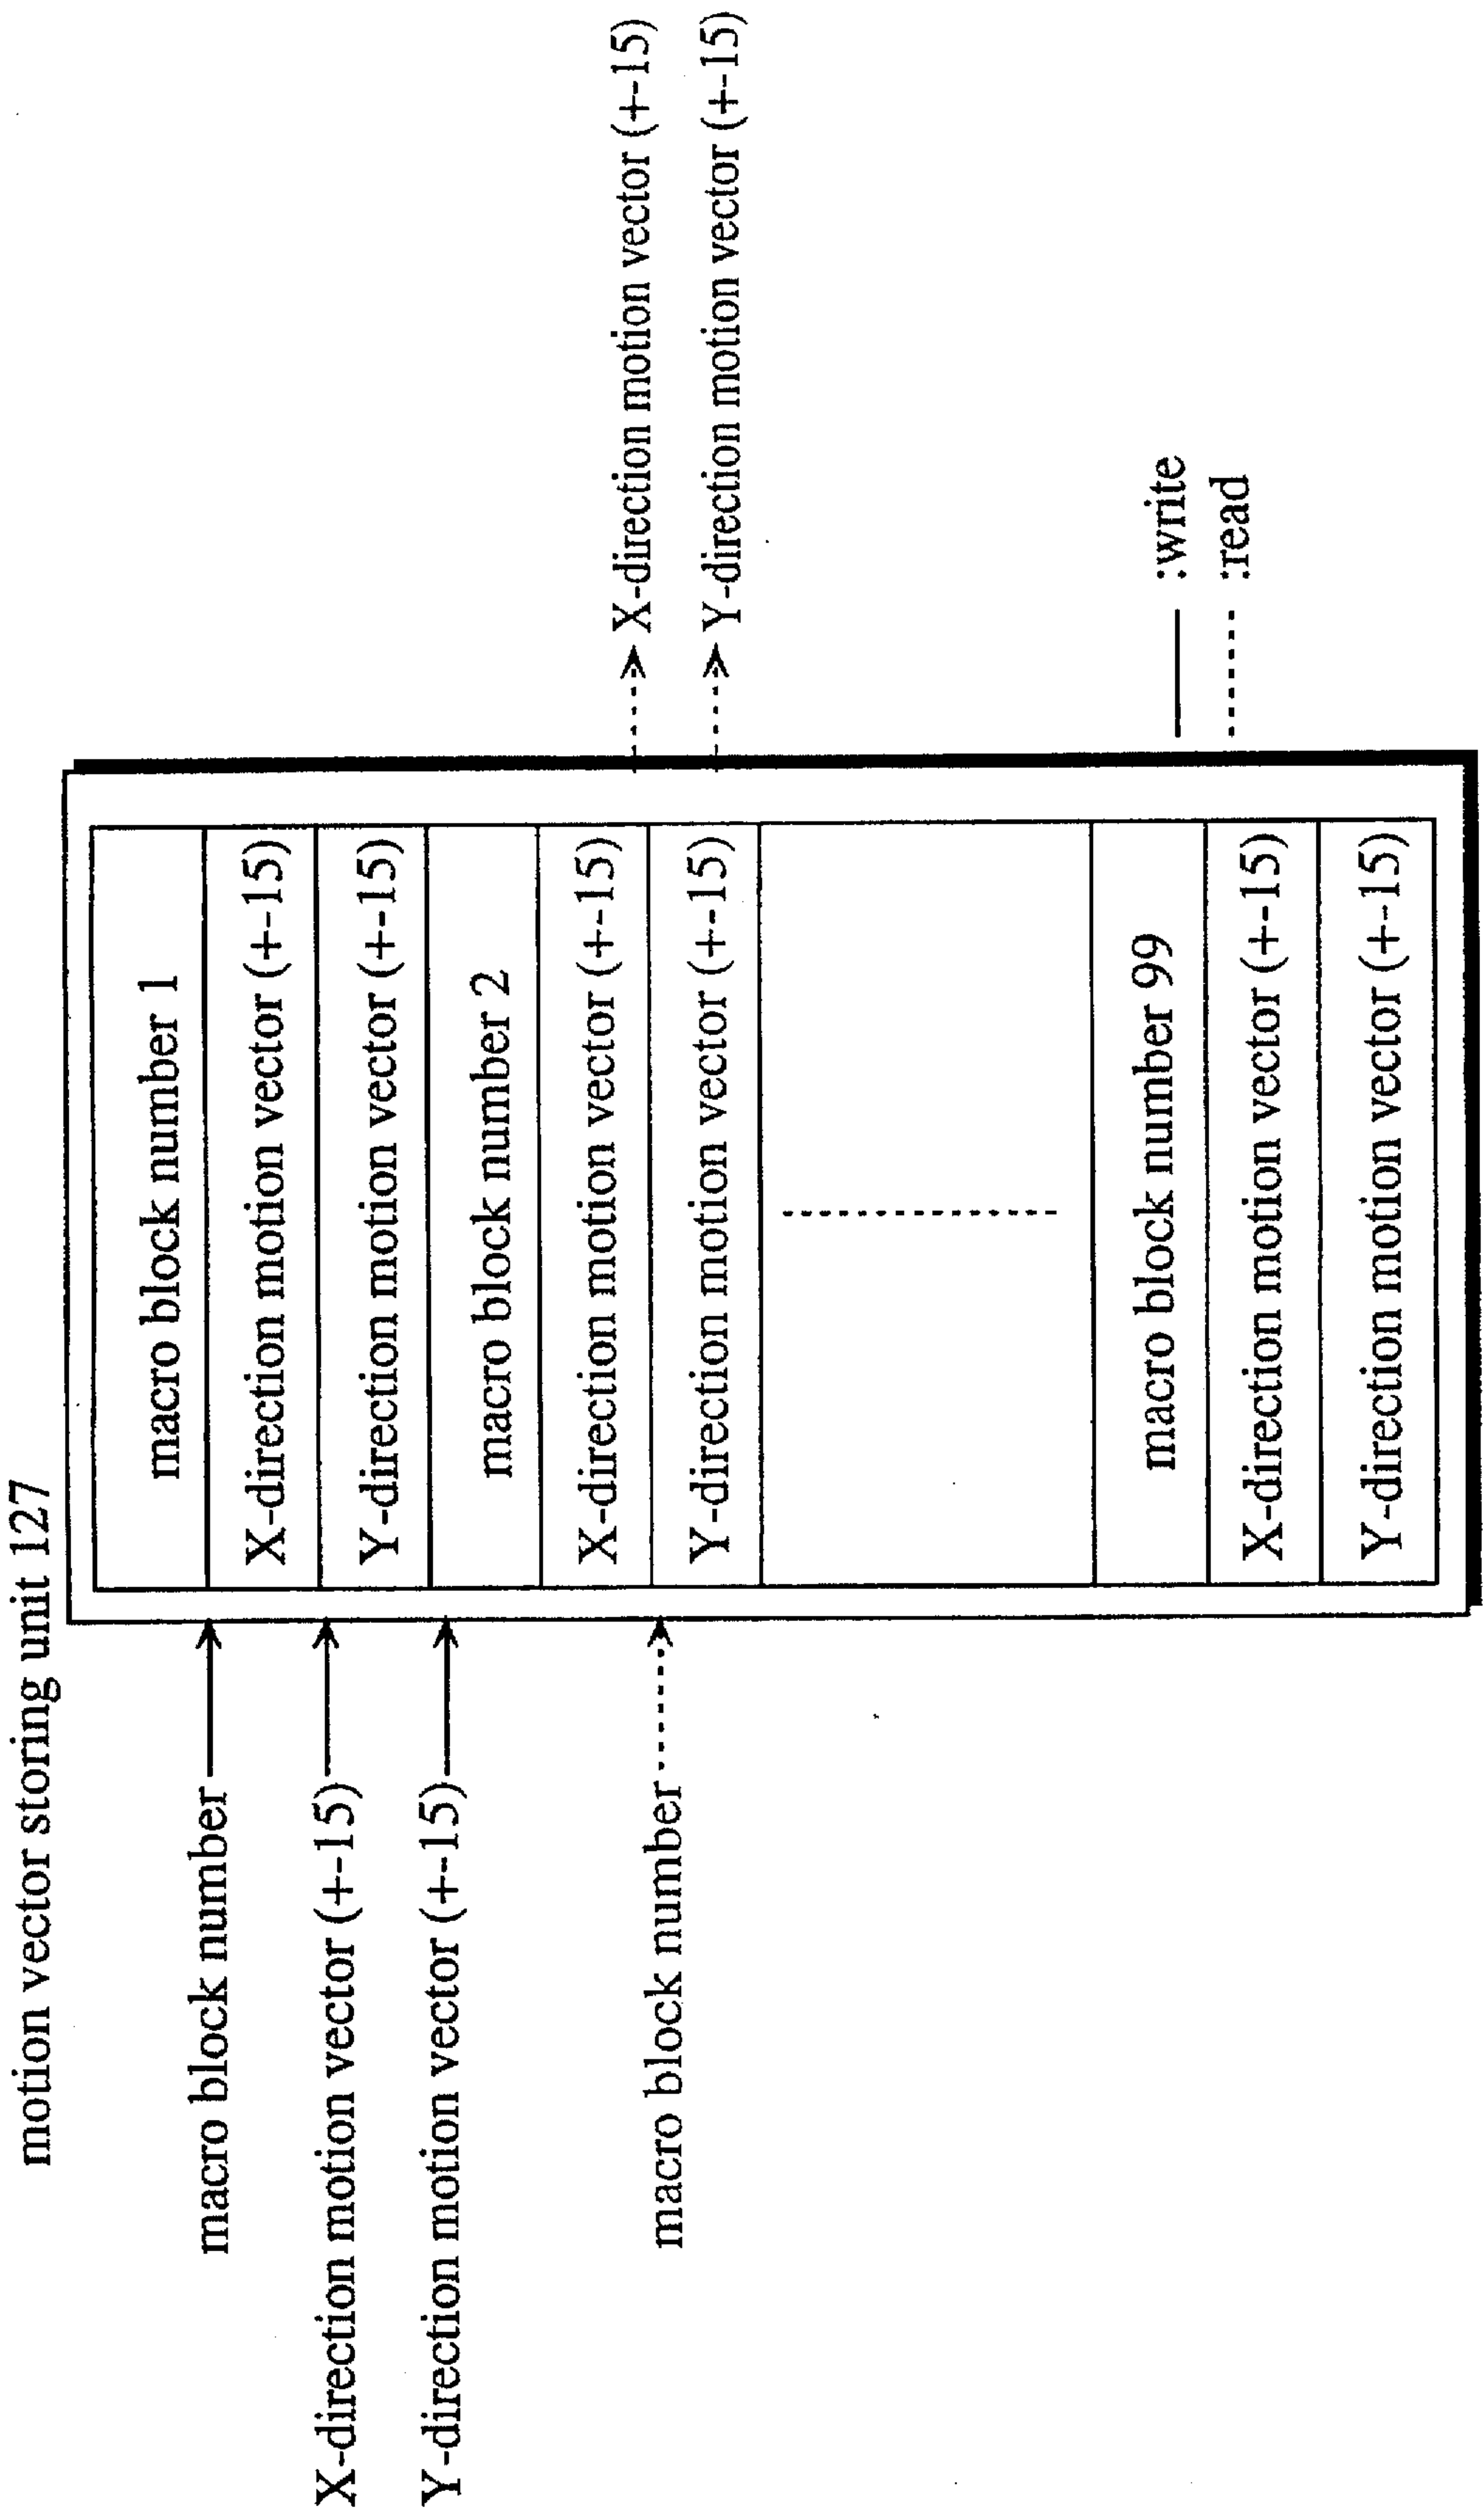 motion vector storing unit 127
macro block number
X-direction motion vector (+-15)
Y-direction motion vector (+-15)
macro block number
macro block number 1
X-direction motion vector (+-15)
Y-direction motion vector (+-15)
macro block number 2
X-direction motion vector (+-15)
Y-direction motion vector (+-15)
macro block number 99
X-direction motion vector (+-15)
Y-direction motion vector (+-15)
X-direction motion vector (+-15)
Y-direction motion vector (+-15)
:write
:read